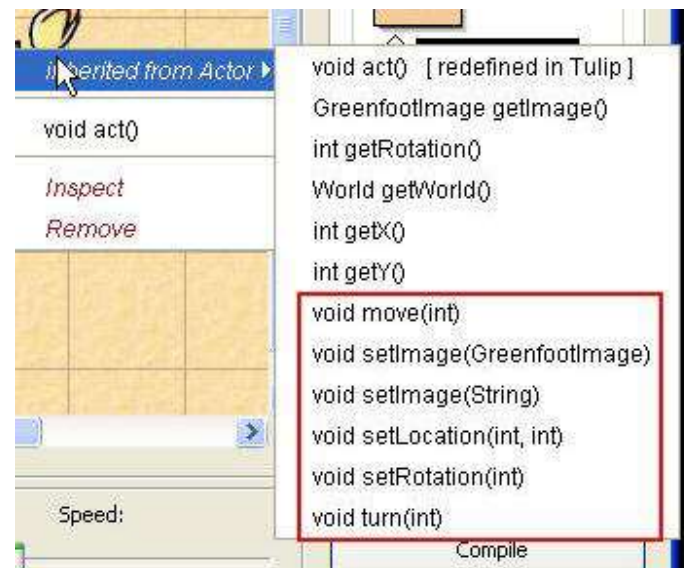 inherited from Actor
void act()
Inspect
Remove
void act() [ redefined in Tulip ]
GreenfootImage getImage()
int getRotation()
World getWorld()
int getX()
int getY()
void move(int)
void setImage(GreenfootImage)
void setImage(String)
void setLocation(int, int)
void setRotation(int)
void turn(int)
Speed:
Compile